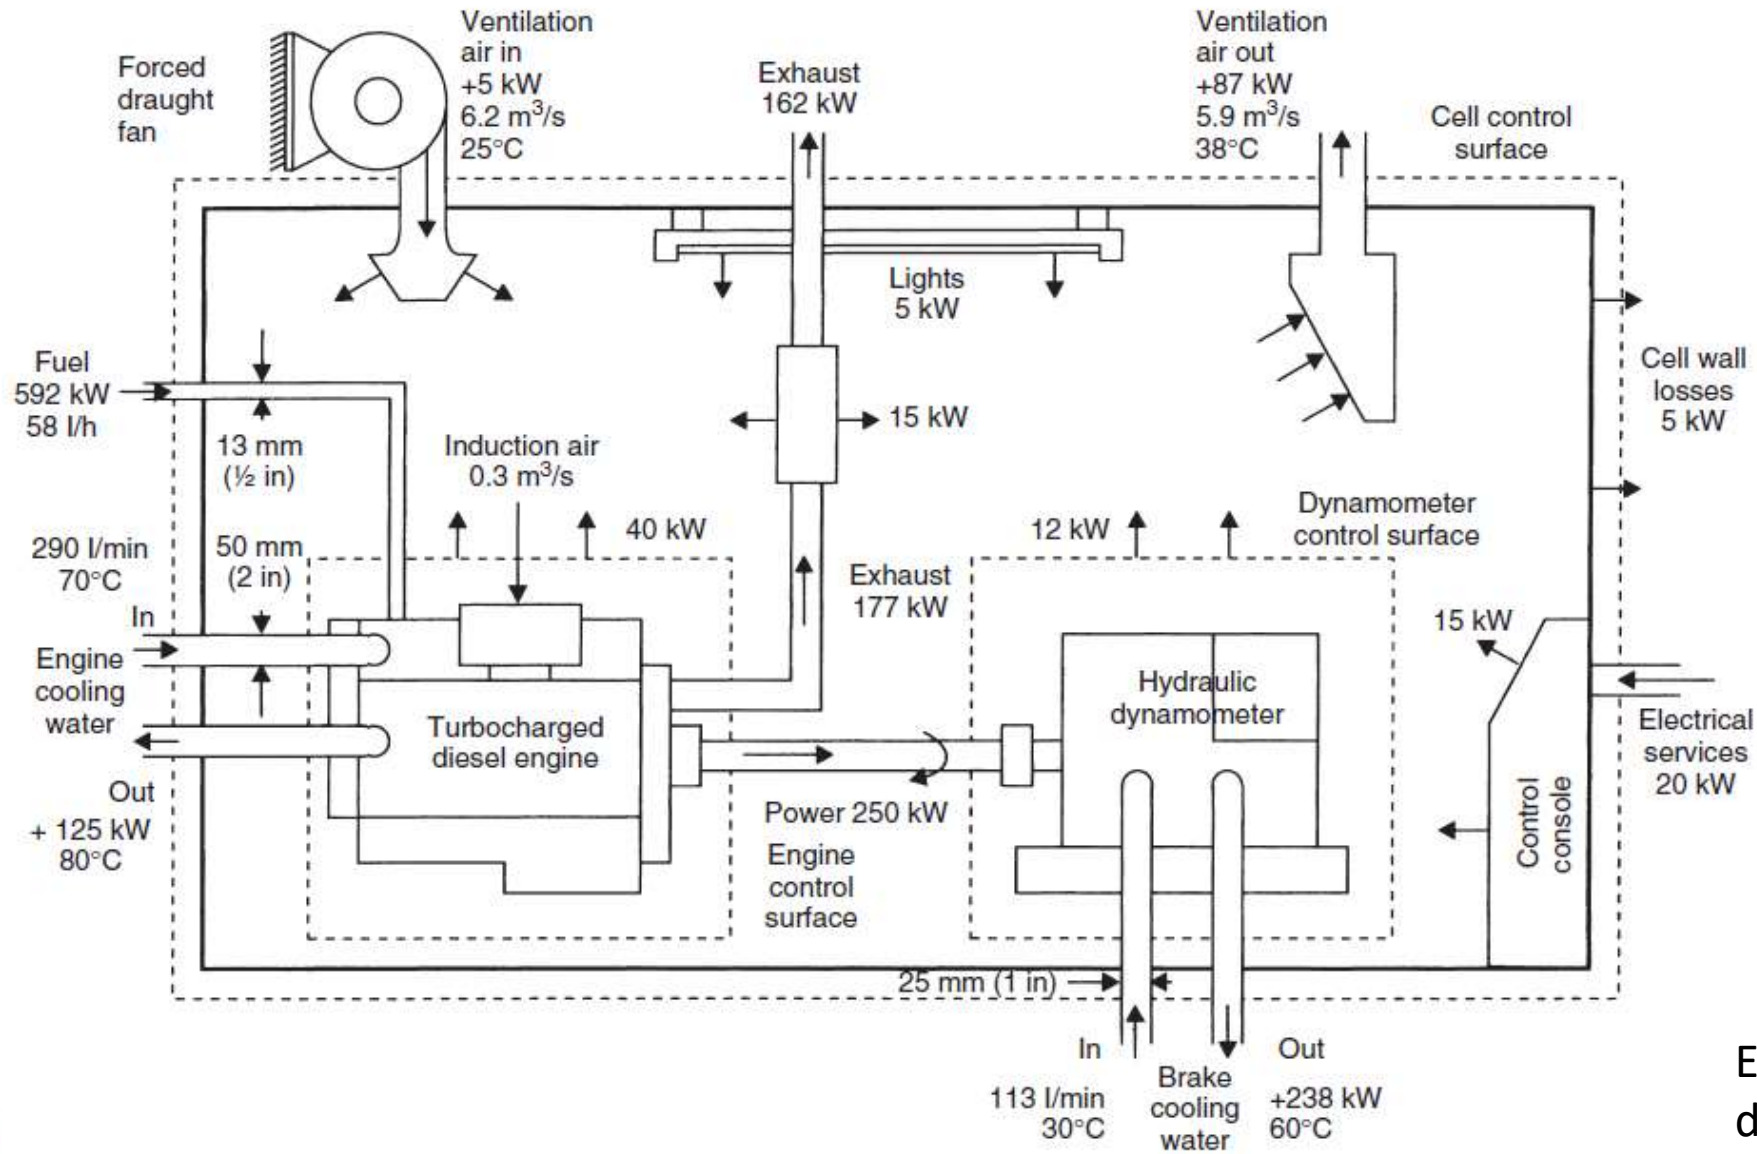 Forced
draught
fan
Ventilation
air in
+5 kW
6.2 m³/s
25°C
Exhaust
162 kW
Ventilation
air out
+87 kW
5.9 m³/s
38°C
Cell control
surface
Lights
5 kW
Fuel
592 kW
58 l/h
13 mm
(½ in)
Induction air
0.3 m³/s
15 kW
Cell wall
losses
5 kW
290 l/min
70°C
In
50 mm
(2 in)
40 kW
12 kW
Dynamometer
control surface
Exhaust
177 kW
15 kW
Engine
cooling
water
Turbocharged
diesel engine
Hydraulic
dynamometer
Electrical
services
20 kW
Out
+ 125 kW
80°C
Power 250 kW
Engine
control
surface
Control
console
25 mm (1 in)
In
113 l/min
30°C
Brake
cooling
water
Out
+238 kW
60°C
E
d